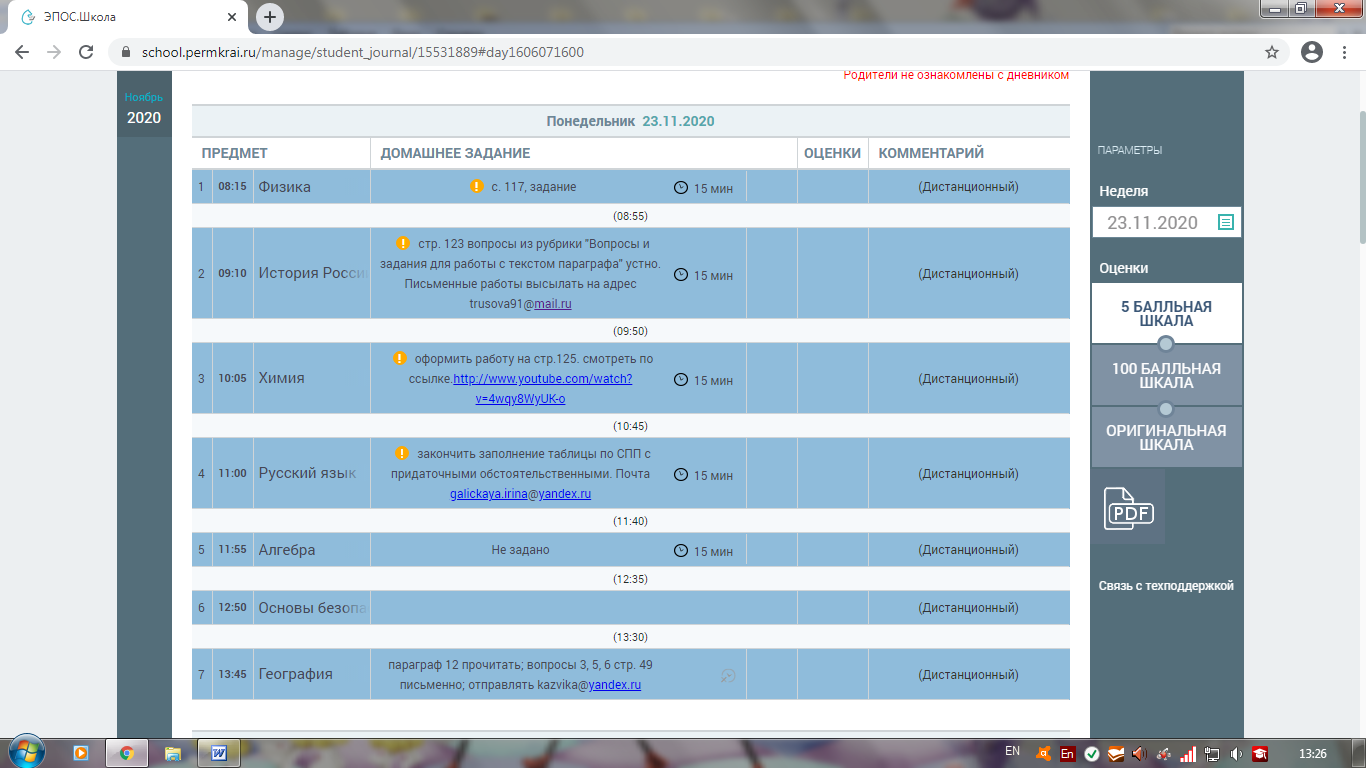 ЭПОС.Школа
school.permkrai.ru/manage/student_journal/15531889#day1606071600
Родители не ознакомлены с дневником
Ноябрь
2020
Понедельник 23.11.2020
ПРЕДМЕТ ДОМАШНЕЕ ЗАДАНИЕ ОЦЕНКИ КОММЕНТАРИЙ
1 08:15 Физика с. 117, задание 15 мин (Дистанционный)
(08:55)
2 09:10 История Росси стр. 123 вопросы из рубрики "Вопросы и
задания для работы с текстом параграфа" устно.
Письменные работы высылать на адрес
trusova91@mail.ru
15 мин (Дистанционный)
(09:50)
3 10:05 Химия оформить работу на стр.125. смотреть по
ссылке.http://www.youtube.com/watch?
v=4wqy8WyUK-o
15 мин (Дистанционный)
(10:45)
4 11:00 Русский язык закончить заполнение таблицы по СПП с
придаточными обстоятельственными. Почта
galickaya.irina@yandex.ru
15 мин (Дистанционный)
(11:40)
5 11:55 Алгебра Не задано 15 мин (Дистанционный)
(12:35)
6 12:50 Основы безопа (Дистанционный)
(13:30)
7 13:45 География параграф 12 прочитать; вопросы 3, 5, 6 стр. 49
письменно; отправлять kazvika@yandex.ru
(Дистанционный)
ПАРАМЕТРЫ
Неделя
23.11.2020
Оценки
5 БАЛЛЬНАЯ
ШКАЛА
100 БАЛЛЬНАЯ
ШКАЛА
ОРИГИНАЛЬНАЯ
ШКАЛА
PDF
Связь с техподдержкой
EN En 13:26